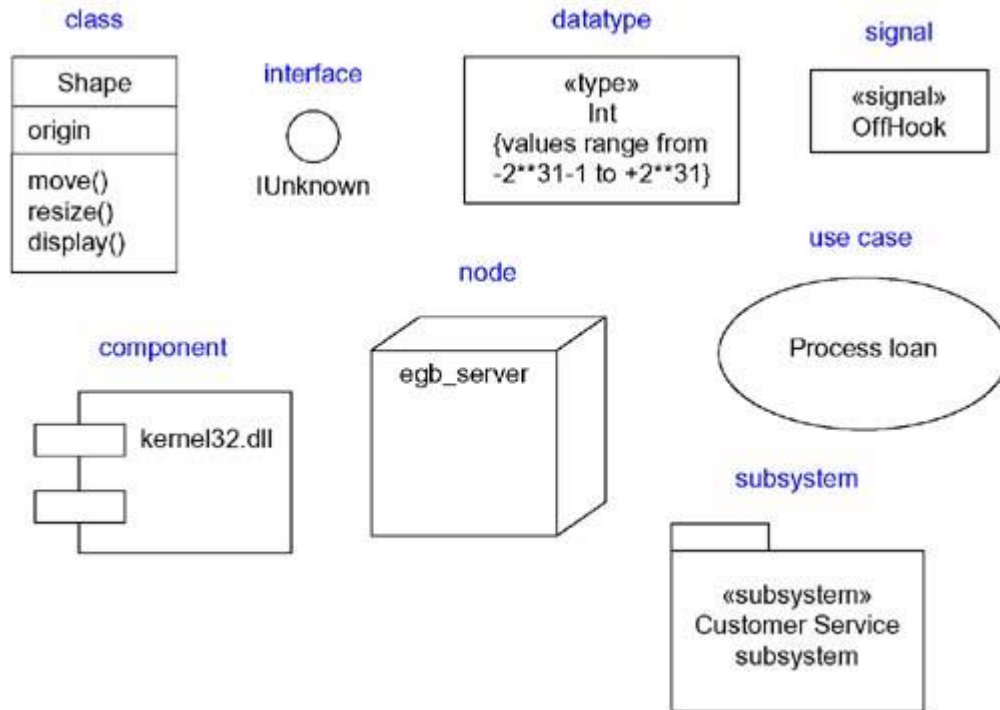 class
Shape
origin
move()
resize()
display()
interface
IUnknown
datatype
«type»
Int
{values range from
-2**31-1 to +2**31}
signal
«signal»
OffHook
component
kernel32.dll
node
egb_server
use case
Process loan
subsystem
«subsystem»
Customer Service
subsystem